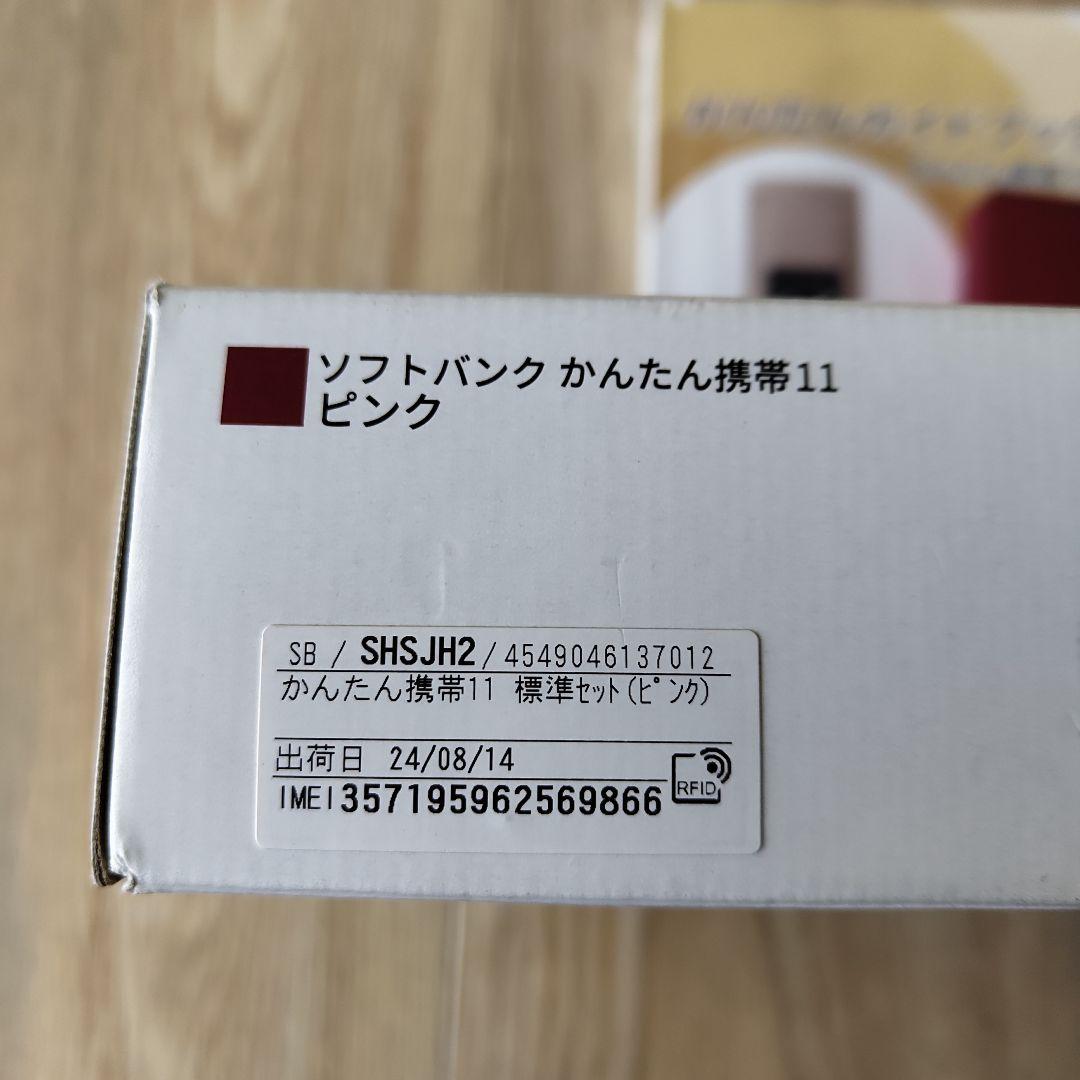 ソフトバンク かんたん携帯11
ピンク
SB / SHSJH2 / 4549046137012
かんたん携帯11 標準ｾｯﾄ(ﾋﾟﾝｸ)
出荷日 24/08/14
IMEI 357195962569866
RFID